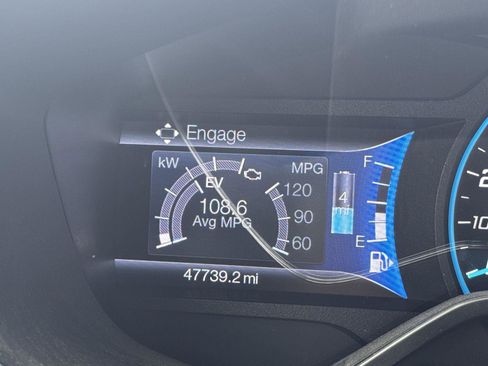 Engage
kW
MPG
F
EV
120
108.6
4
mi
90
Avg MPG
60
E
47739.2 mi